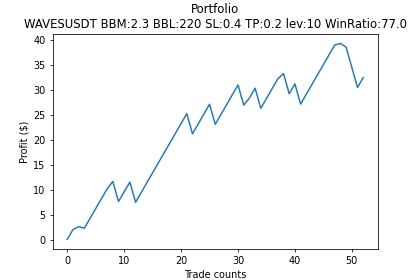 Portfolio
WAVESUSDT BBM:2.3 BBL:220 SL:0.4 TP:0.2 lev:10 WinRatio:77.0
40
35
30
25
20
15
10
5
0
Profit ($)
0 10 20 30 40 50
Trade counts